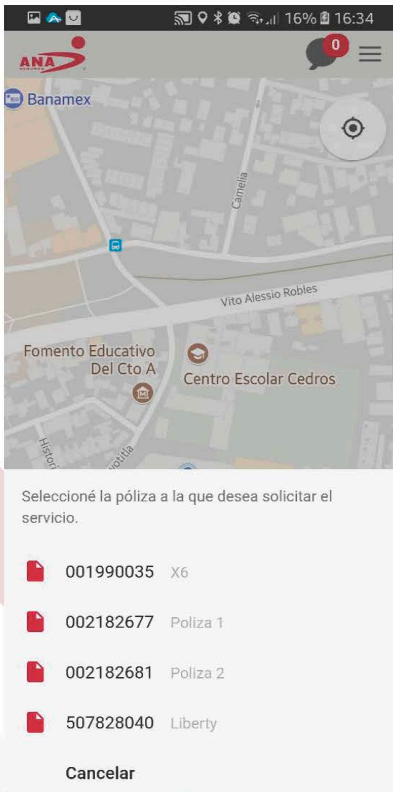 16% 16:34
ANA
SEGUROS
0
Banamex
Camelia
Vito Alessio Robles
Fomento Educativo
Del Cto A
Centro Escolar Cedros
Seleccioné la póliza a la que desea solicitar el
servicio.
001990035 X6
002182677 Poliza 1
002182681 Poliza 2
507828040 Liberty
Cancelar